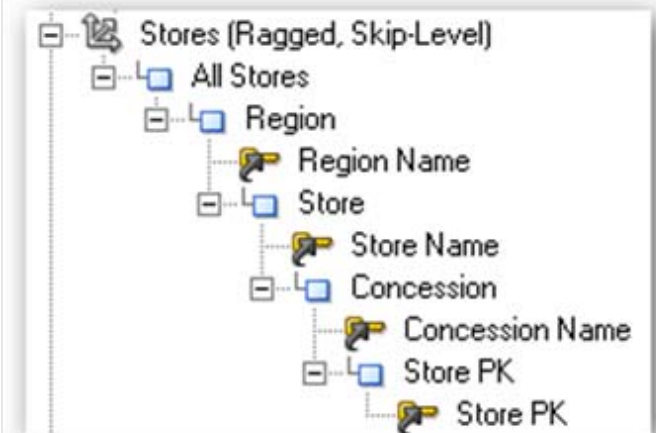 Stores (Ragged, Skip-Level)
All Stores
Region
Region Name
Store
Store Name
Concession
Concession Name
Store PK
Store PK